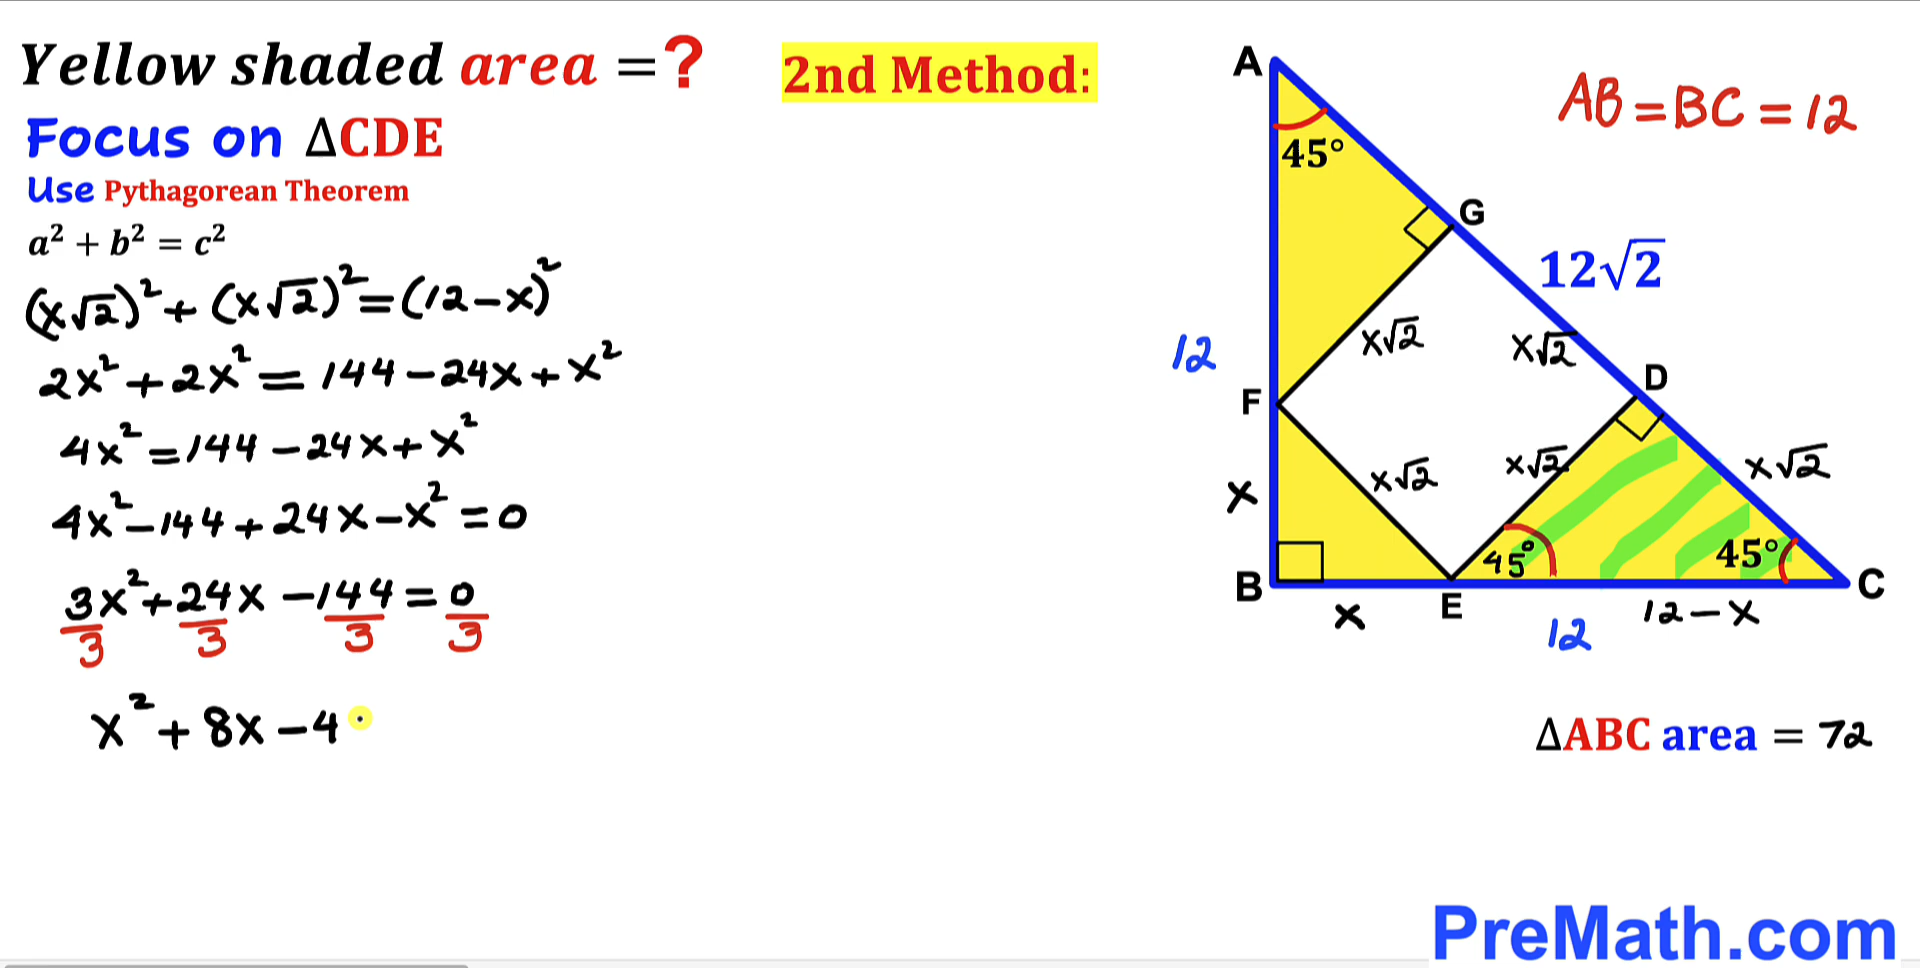 Yellow shaded area = ?
2nd Method:
Focus on ΔCDE
Use Pythagorean Theorem
a² + b² = c²
(x√2)² + (x√2)² = (12 – x)²
2x² + 2x² = 144 – 24x + x²
4x² = 144 – 24x + x²
4x² – 144 + 24x – x² = 0
3x² + 24x – 144 = 0
3 3 3 3
x² + 8x – 4
AB = BC = 12
A
45°
G
12√2
12
x√2
x√2
D
F
x
x√2
x√2
x√2
45°
45°
B
C
x
E
12
12 – x
ΔABC area = 72
PreMath.com